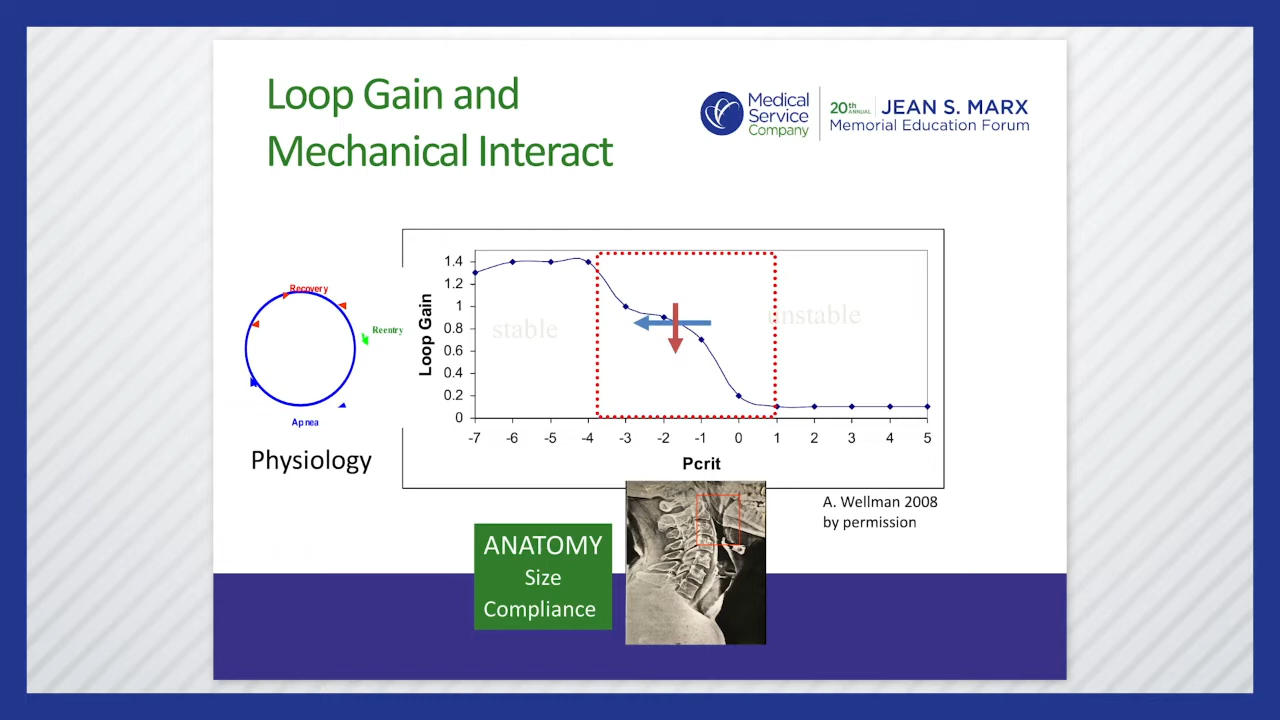 Loop Gain and
Mechanical Interact
Medical
Service
Company
20th ANNUAL JEAN S. MARX
Memorial Education Forum
Recovery
Reentry
Apnea
Physiology
Loop Gain
1.4
1.2
1
0.8
0.6
0.4
0.2
0
stable
unstable
-7 -6 -5 -4 -3 -2 -1 0 1 2 3 4 5
Pcrit
A. Wellman 2008
by permission
ANATOMY
Size
Compliance